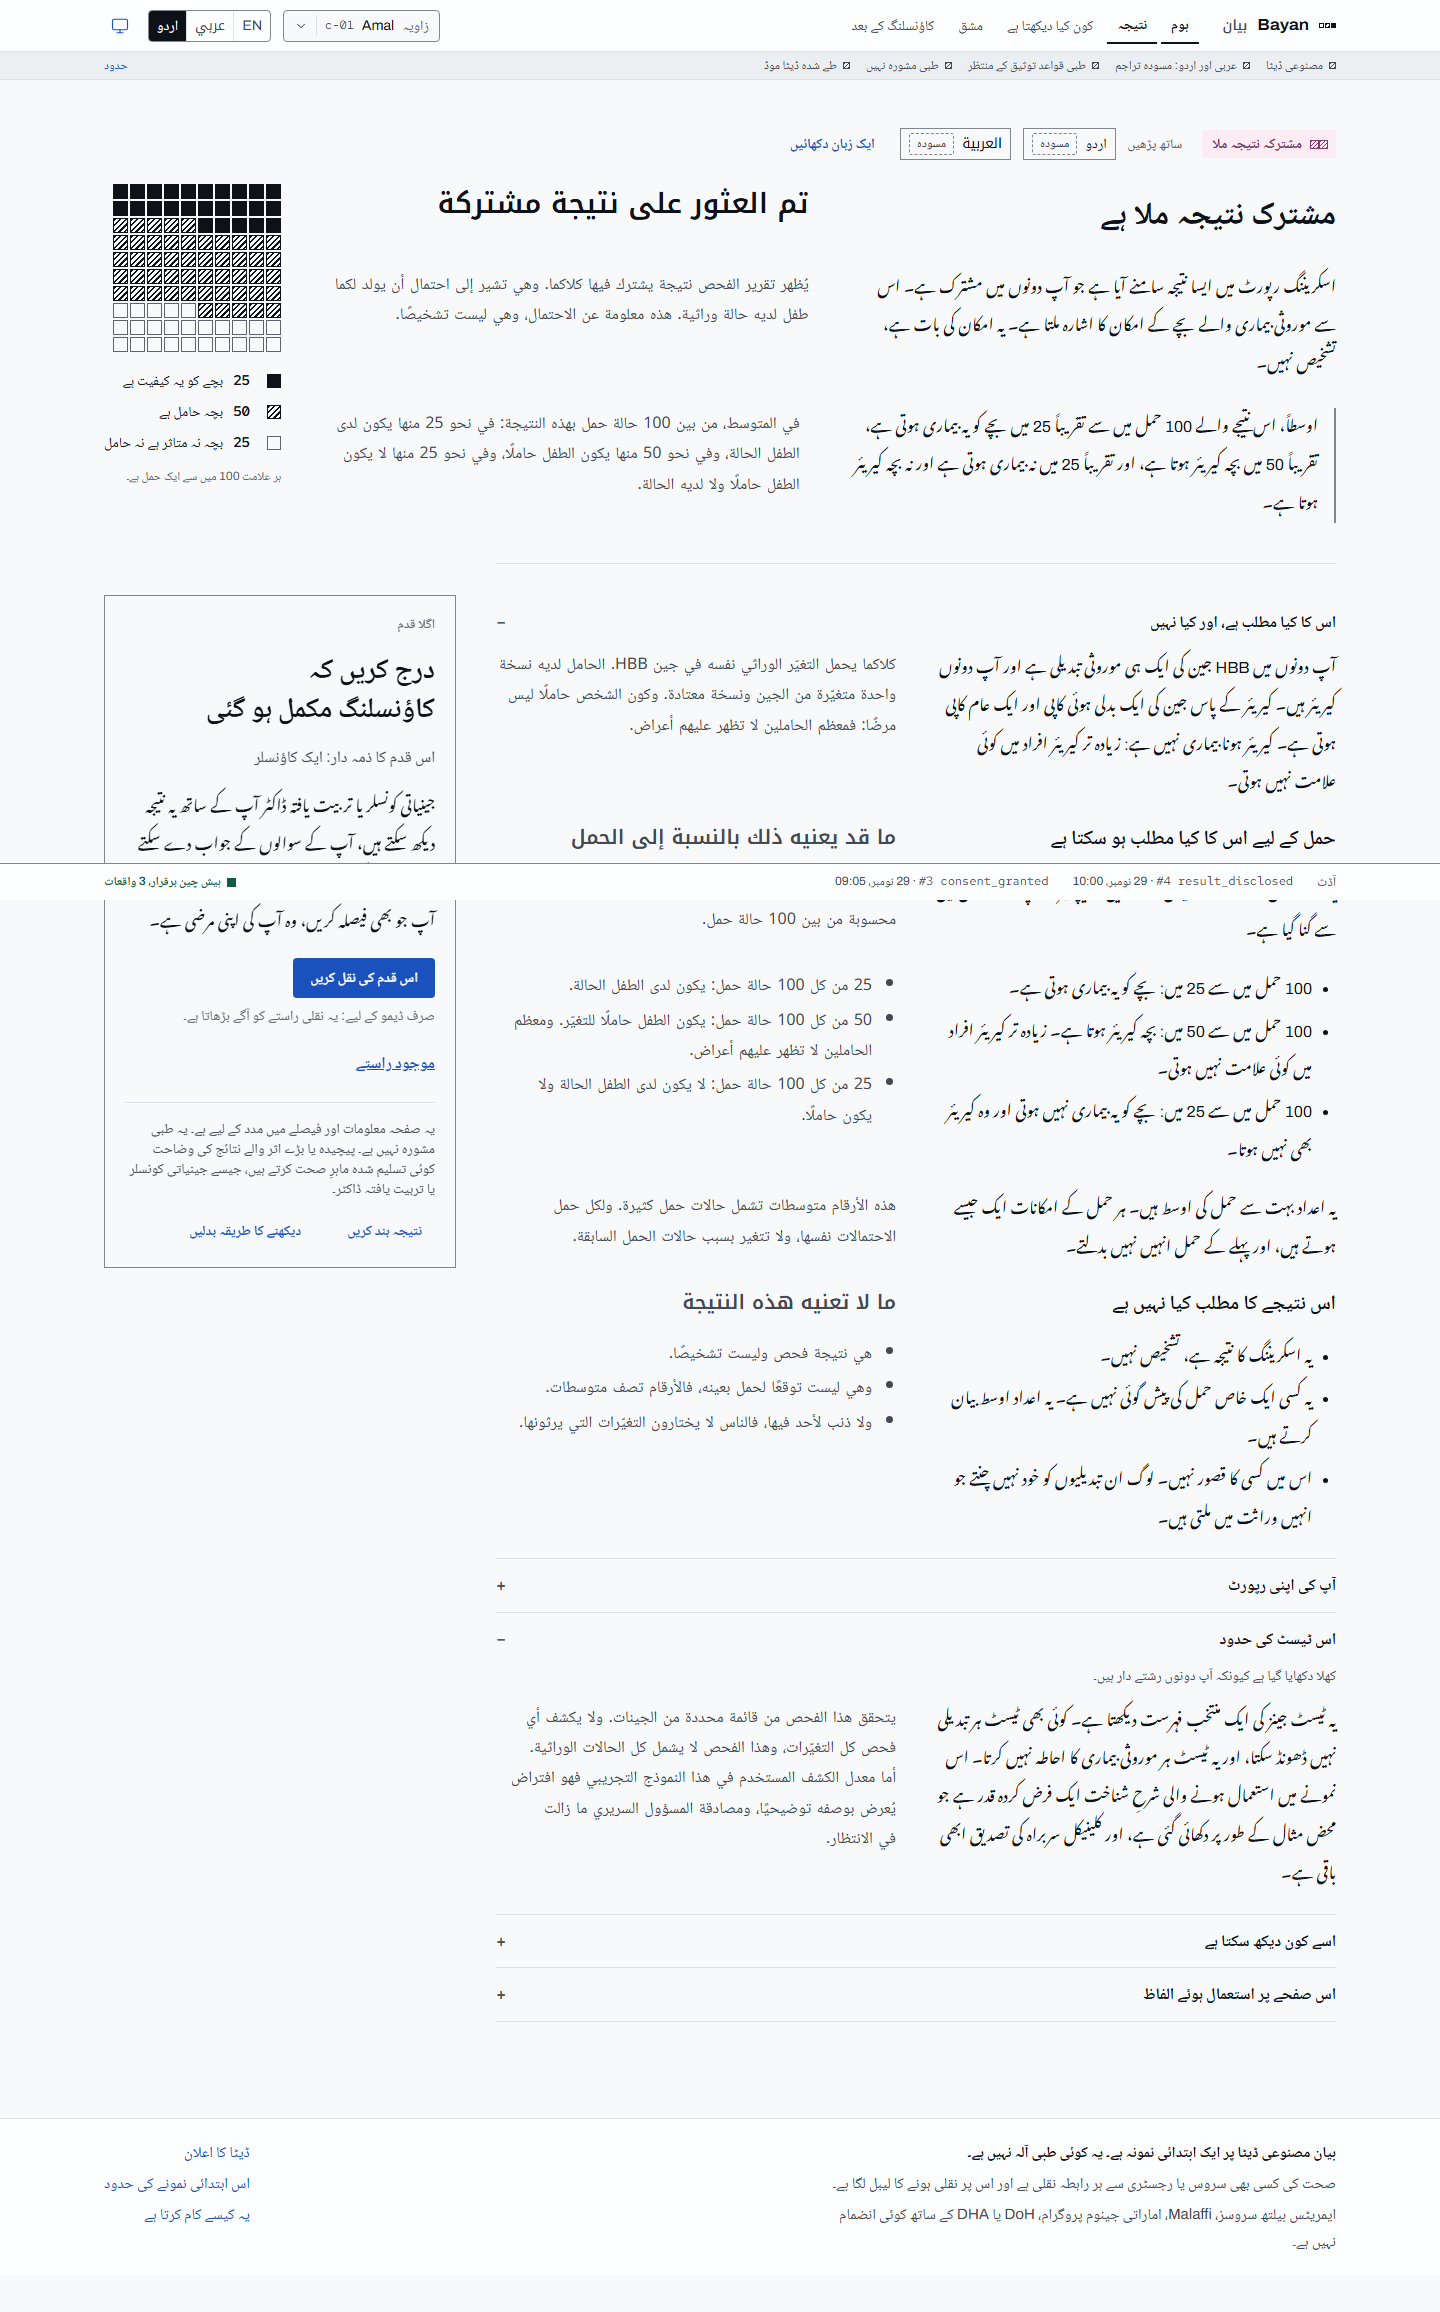 Bayan بیان
ہوم
نتیجہ
کون کیا دیکھتا ہے
مشق
کاؤنسلنگ کے بعد
زاویہ Amal c-01
EN عربي اردو
مصنوعی ڈیٹا
عربی اور اردو: مسودہ تراجم
طبی قواعد توثیق کے منتظر
طبی مشورہ نہیں
طے شدہ ڈیٹا موڈ
حدود
مشترکہ نتیجہ ملا
ساتھ پڑھیں
اردو مسودہ
العربية مسودہ
ایک زبان دکھائیں
مشترک نتیجہ ملا ہے
اسکریننگ رپورٹ میں ایسا نتیجہ سامنے آیا ہے جو آپ دونوں میں مشترک ہے۔ اس
سے موروثی بیماری والے بچے کے امکان کا اشارہ ملتا ہے۔ یہ امکان کی بات ہے،
تشخیص نہیں۔
اوسطاً، اس نتیجے والے 100 حمل میں سے تقریباً 25 میں بچے کو یہ بیماری ہوتی ہے،
تقریباً 50 میں بچہ کیریئر ہوتا ہے، اور تقریباً 25 میں نہ بیماری ہوتی ہے اور نہ بچہ کیریئر
ہوتا ہے۔
تم العثور على نتيجة مشتركة
يُظهر تقرير الفحص نتيجة يشترك فيها كلاكما. وهي تشير إلى احتمال أن يولد لكما
طفل لديه حالة وراثية. هذه معلومة عن الاحتمال، وهي ليست تشخيصًا.
في المتوسط، من بين 100 حالة حمل بهذه النتيجة: في نحو 25 منها يكون لدى
الطفل الحالة، وفي نحو 50 منها يكون الطفل حاملًا، وفي نحو 25 منها لا يكون
الطفل حاملًا ولا لديه الحالة.
25 بچے کو یہ کیفیت ہے
50 بچہ حامل ہے
25 بچہ نہ متاثر ہے نہ حامل
ہر علامت 100 میں سے ایک حمل ہے۔
اس کا کیا مطلب ہے، اور کیا نہیں
−
آپ دونوں میں HBB جین کی ایک ہی موروثی تبدیلی ہے اور آپ دونوں
کیریئر ہیں۔ کیریئر کے پاس جین کی ایک بدلی ہوئی کاپی اور ایک عام کاپی
ہوتی ہے۔ کیریئر ہونا بیماری نہیں ہے: زیادہ تر کیریئر افراد میں کوئی
علامت نہیں ہوتی۔
كلاكما يحمل التغيّر الوراثي نفسه في جين HBB. الحامل لديه نسخة
واحدة متغيّرة من الجين ونسخة معتادة. وكون الشخص حاملًا ليس
مرضًا: فمعظم الحاملين لا تظهر عليهم أعراض.
حمل کے لیے اس کا کیا مطلب ہو سکتا ہے
ما قد يعنيه ذلك بالنسبة إلى الحمل
سے گنا گیا ہے۔
محسوبة من بين 100 حالة حمل.
• 100 حمل میں سے 25 میں: بچے کو یہ بیماری ہوتی ہے۔
• 100 حمل میں سے 50 میں: بچہ کیریئر ہوتا ہے۔ زیادہ تر کیریئر افراد
میں کوئی علامت نہیں ہوتی۔
• 100 حمل میں سے 25 میں: بچے کو یہ بیماری نہیں ہوتی اور وہ کیریئر
بھی نہیں ہوتا۔
• 25 من كل 100 حالة حمل: يكون لدى الطفل الحالة.
• 50 من كل 100 حالة حمل: يكون الطفل حاملًا للتغيّر. ومعظم
الحاملين لا تظهر عليهم أعراض.
• 25 من كل 100 حالة حمل: لا يكون لدى الطفل الحالة ولا
يكون حاملًا.
یہ اعداد بہت سے حمل کی اوسط ہیں۔ ہر حمل کے امکانات ایک جیسے
ہوتے ہیں، اور پہلے کے حمل انہیں نہیں بدلتے۔
هذه الأرقام متوسطات تشمل حالات حمل كثيرة. ولكل حمل
الاحتمالات نفسها، ولا تتغير بسبب حالات الحمل السابقة.
اس نتیجے کا مطلب کیا نہیں ہے
• یہ اسکریننگ کا نتیجہ ہے، تشخیص نہیں۔
• یہ کسی ایک خاص حمل کی پیش گوئی نہیں ہے۔ یہ اعداد اوسط بیان
کرتے ہیں۔
• اس میں کسی کا قصور نہیں۔ لوگ ان تبدیلیوں کو خود نہیں چنتے جو
انہیں وراثت میں ملتی ہیں۔
ما لا تعنيه هذه النتيجة
• هي نتيجة فحص وليست تشخيصًا.
• وهي ليست توقعًا لحمل بعينه، فالأرقام تصف متوسطات.
• ولا ذنب لأحد فيها، فالناس لا يختارون التغيّرات التي يرثونها.
آپ کی اپنی رپورٹ
+
اس ٹیسٹ کی حدود
−
کھلا دکھایا گیا ہے کیونکہ آپ دونوں رشتے دار ہیں۔
یہ ٹیسٹ جینز کی ایک منتخب فہرست دیکھتا ہے۔ کوئی بھی ٹیسٹ ہر تبدیلی
نہیں ڈھونڈ سکتا، اور یہ ٹیسٹ ہر موروثی بیماری کا احاطہ نہیں کرتا۔ اس
نمونے میں استعمال ہونے والی شرحِ شناخت ایک فرض کردہ قدر ہے جو
محض مثال کے طور پر دکھائی گئی ہے، اور کلینیکل سربراہ کی تصدیق ابھی
باقی ہے۔
يتحقق هذا الفحص من قائمة محددة من الجينات. ولا يكشف أي
فحص كل التغيّرات، وهذا الفحص لا يشمل كل الحالات الوراثية.
أما معدل الكشف المستخدم في هذا النموذج التجريبي فهو افتراض
يُعرض بوصفه توضيحيًا، ومصادقة المسؤول السريري ما زالت
في الانتظار.
اسے کون دیکھ سکتا ہے
+
اس صفحے پر استعمال ہوئے الفاظ
+
اگلا قدم
درج کریں کہ
کاؤنسلنگ مکمل ہو گئی
اس قدم کا ذمہ دار: ایک کاؤنسلر
جینیاتی کونسلر یا تربیت یافتہ ڈاکٹر آپ کے ساتھ یہ نتیجہ
دیکھ سکتے ہیں، آپ کے سوالوں کے جواب دے سکتے
آپ جو بھی فیصلہ کریں، وہ آپ کی اپنی مرضی ہے۔
اس قدم کی نقل کریں
صرف ڈیمو کے لیے: یہ نقلی راستے کو آگے بڑھاتا ہے۔
موجود راستے
یہ صفحہ معلومات اور فیصلے میں مدد کے لیے ہے۔ یہ طبی
مشورہ نہیں ہے۔ پیچیدہ یا بڑے اثر والے نتائج کی وضاحت
کوئی تسلیم شدہ ماہرِ صحت کرتے ہیں، جیسے جینیاتی کونسلر
یا تربیت یافتہ ڈاکٹر۔
نتیجہ بند کریں
دیکھنے کا طریقہ بدلیں
آڈٹ
#4 result_disclosed · 29 نومبر، 10:00
#3 consent_granted · 29 نومبر، 09:05
ہیش چین برقرار، 3 واقعات
بیان مصنوعی ڈیٹا پر ایک ابتدائی نمونہ ہے۔ یہ کوئی طبی آلہ نہیں ہے۔
صحت کی کسی بھی سروس یا رجسٹری سے ہر رابطہ نقلی ہے اور اس پر نقلی ہونے کا لیبل لگا ہے۔
ایمریٹس ہیلتھ سروسز، Malaffi، اماراتی جینوم پروگرام، DoH یا DHA کے ساتھ کوئی انضمام
نہیں ہے۔
ڈیٹا کا اعلان
اس ابتدائی نمونے کی حدود
یہ کیسے کام کرتا ہے